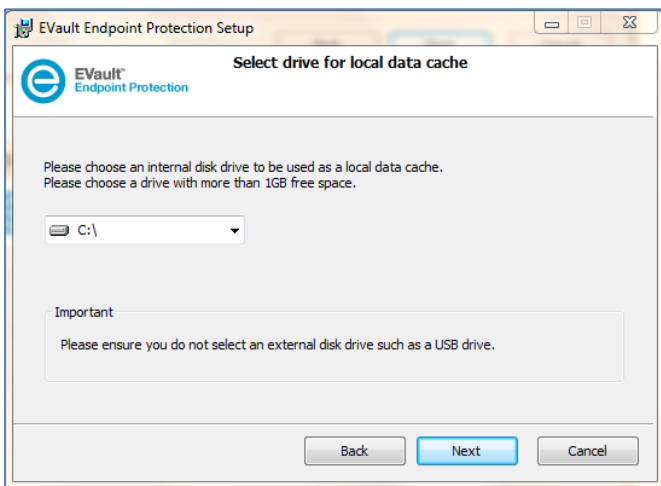 EVault Endpoint Protection Setup
Select drive for local data cache
EVault™
Endpoint Protection
Please choose an internal disk drive to be used as a local data cache.
Please choose a drive with more than 1GB free space.
C:\
Important
Please ensure you do not select an external disk drive such as a USB drive.
Back Next Cancel